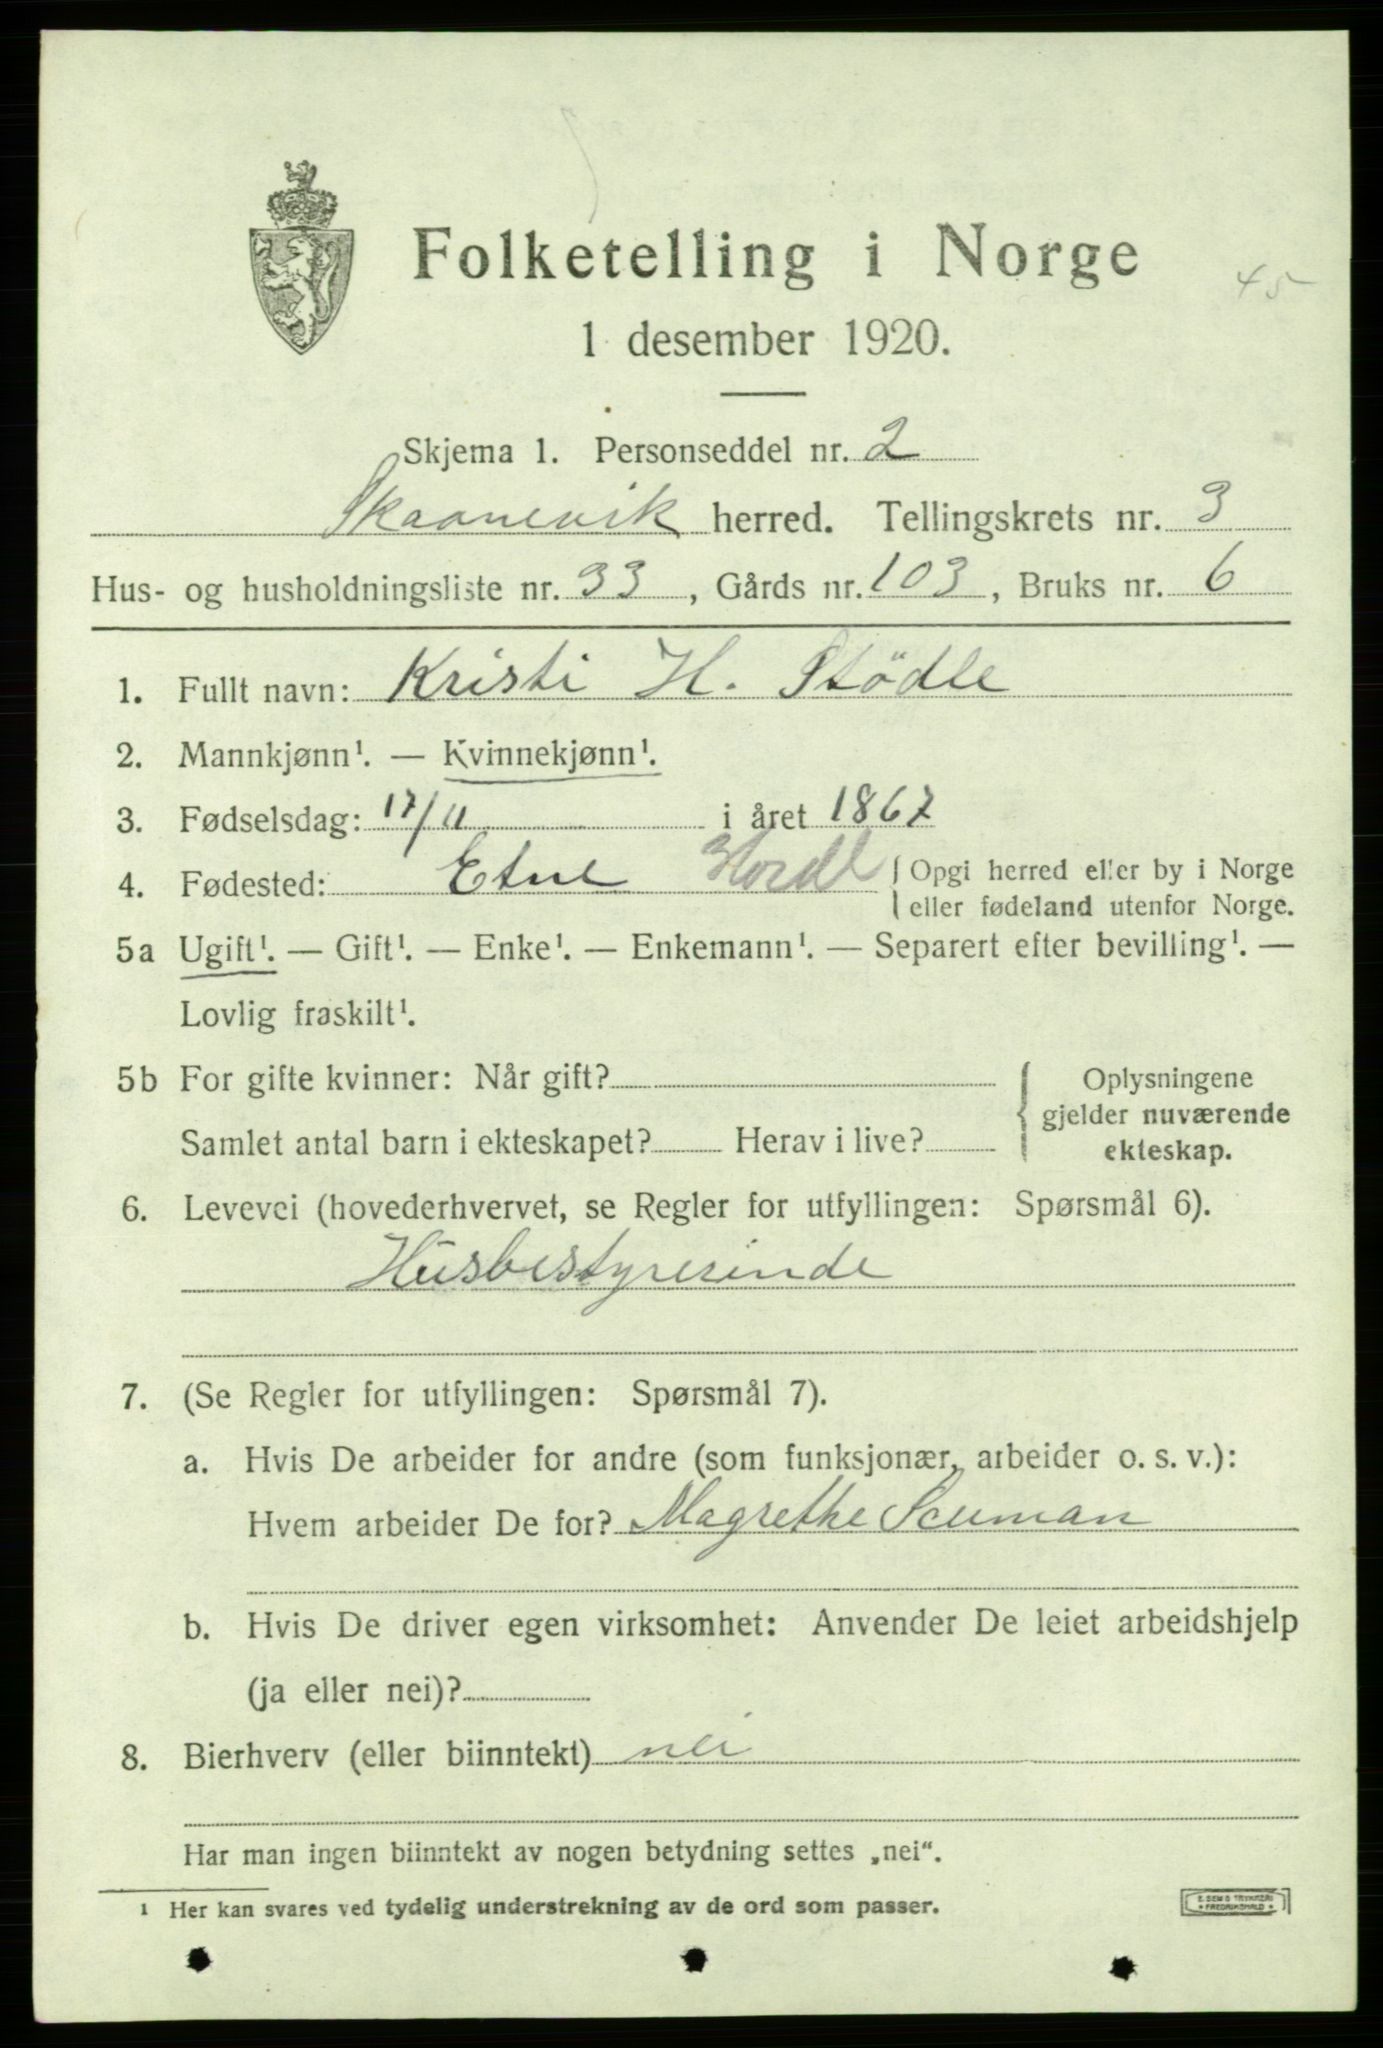 Folketelling i Norge
45
1 desember 1920.
Skjema 1. Personseddel nr. 2
Skaanevik herred. Tellingskrets nr. 3
Hus- og husholdningsliste nr. 33, Gårds nr. 103, Bruks nr. 6
1. Fullt navn: Kristi H. Stödle
2. Mannkjønn¹. — Kvinnekjønn¹.
3. Fødselsdag: 17/11 i året 1867
4. Fødested: Etne Hordl { Opgi herred eller by i Norge
eller fødeland utenfor Norge.
5a Ugift¹. — Gift¹. — Enke¹. — Enkemann¹. — Separert efter bevilling¹. —
Lovlig fraskilt¹.
5b For gifte kvinner: Når gift? { Oplysningene
gjelder nuværende
Samlet antal barn i ekteskapet? Herav i live? ekteskap.
6. Levevei (hovederhvervet, se Regler for utfyllingen: Spørsmål 6).
Husbestyrerinde
7. (Se Regler for utfyllingen: Spørsmål 7).
a. Hvis De arbeider for andre (som funksjonær, arbeider o. s. v.):
Hvem arbeider De for? Magrethe
b. Hvis De driver egen virksomhet: Anvender De leiet arbeidshjelp
(ja eller nei)?
8. Bierhverv (eller biinntekt) nei
Har man ingen biinntekt av nogen betydning settes „nei“.
¹ Her kan svares ved tydelig understrekning av de ord som passer.
E. SEM'S TRYKKERI
FREDRIKSHALD